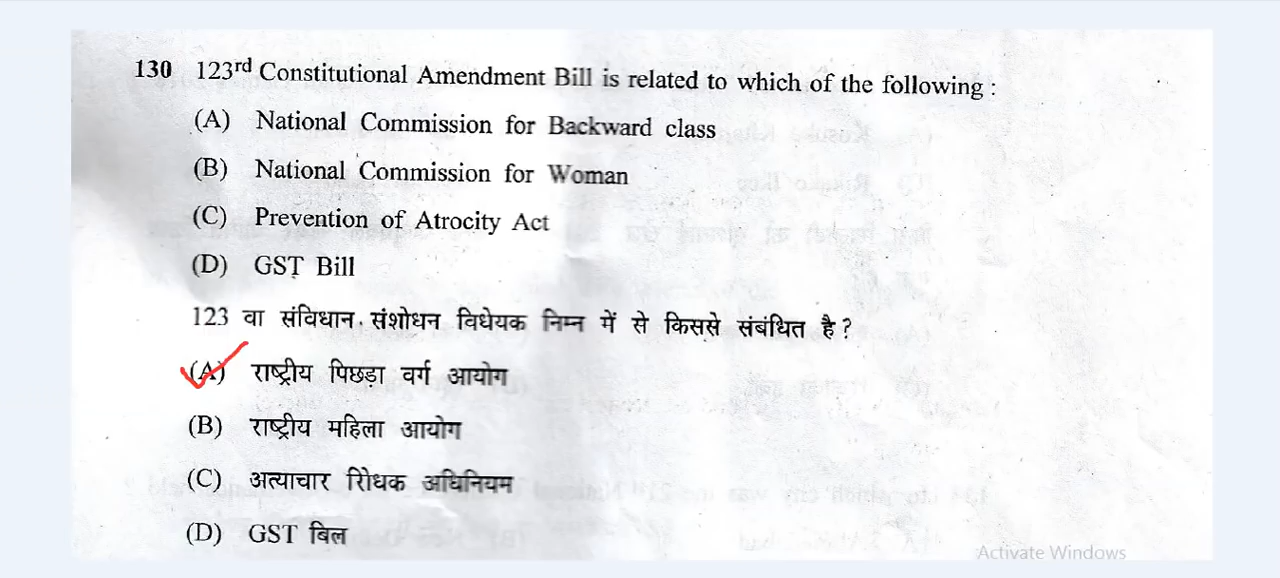 130 123rd Constitutional Amendment Bill is related to which of the following :
(A) National Commission for Backward class
(B) National Commission for Woman
(C) Prevention of Atrocity Act
(D) GST Bill
123 वा संविधान संशोधन विधेयक निम्न में से किससे संबंधित है ?
(A) राष्ट्रीय पिछड़ा वर्ग आयोग
(B) राष्ट्रीय महिला आयोग
(C) अत्याचार रोिधक अधिनियम
(D) GST बिल
Activate Windows